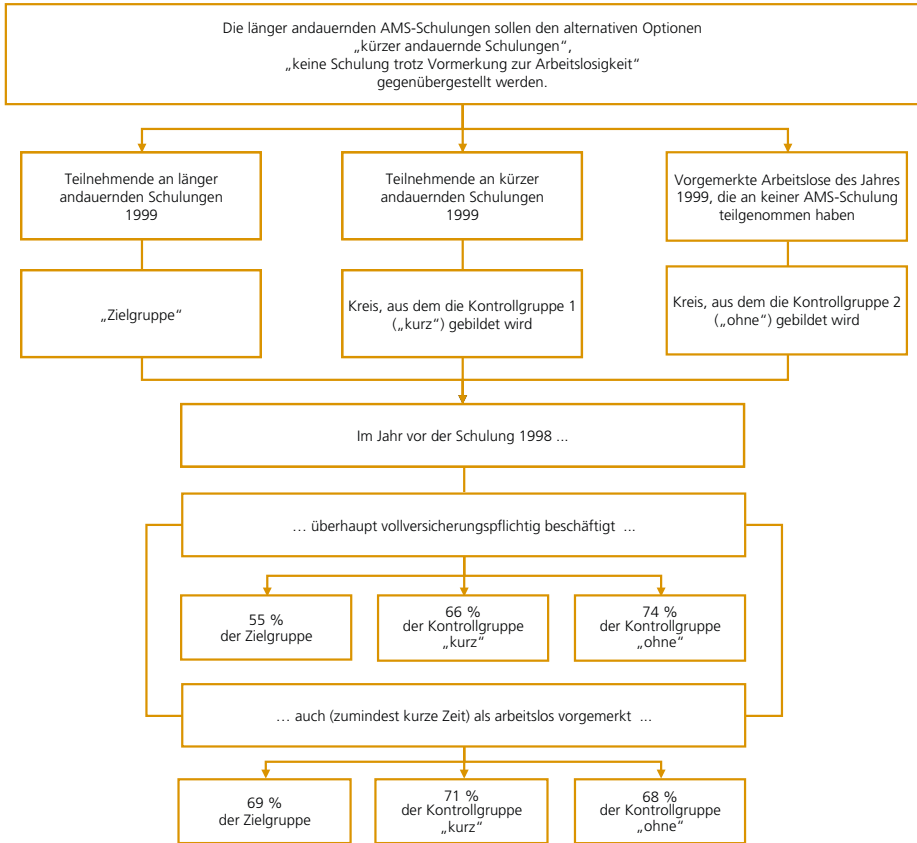 Die länger andauernden AMS-Schulungen sollen den alternativen Optionen
„kürzer andauernde Schulungen“,
„keine Schulung trotz Vormerkung zur Arbeitslosigkeit“
gegenübergestellt werden.
Teilnehmende an länger
andauernden Schulungen
1999
Teilnehmende an kürzer
andauernden Schulungen
1999
Vorgemerkte Arbeitslose des Jahres
1999, die an keiner AMS-Schulung
teilgenommen haben
„Zielgruppe“
Kreis, aus dem die Kontrollgruppe 1
(„kurz“) gebildet wird
Kreis, aus dem die Kontrollgruppe 2
(„ohne“) gebildet wird
Im Jahr vor der Schulung 1998 ...
… überhaupt vollversicherungspflichtig beschäftigt ...
55 %
der Zielgruppe
66 %
der Kontrollgruppe
„kurz“
74 %
der Kontrollgruppe
„ohne“
… auch (zumindest kurze Zeit) als arbeitslos vorgemerkt ...
69 %
der Zielgruppe
71 %
der Kontrollgruppe
„kurz“
68 %
der Kontrollgruppe
„ohne“